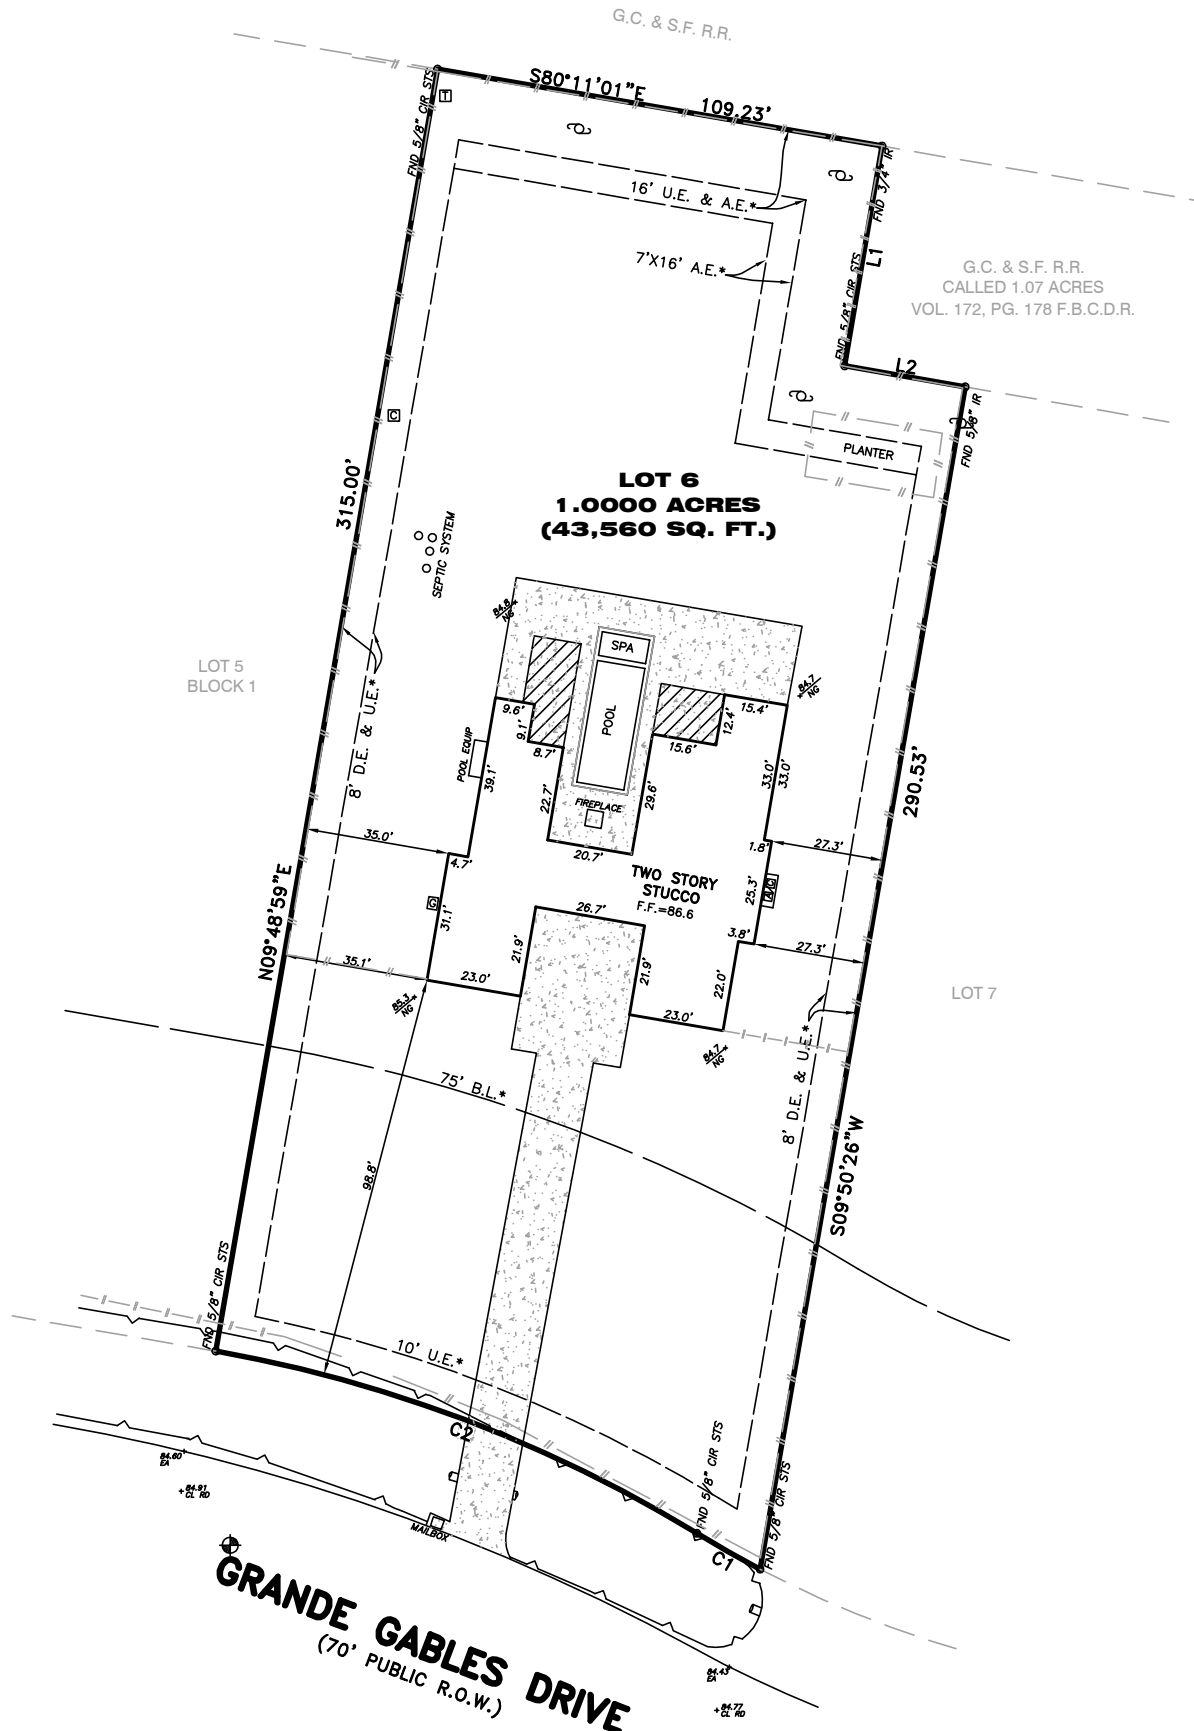 G.C. & S.F. R.R.
S80°11'01"E
109.23'
FND 5/8" CIR STS
T
FND 3/4" IR
16' U.E. & A.E.*
L1
7'X16' A.E.*
G.C. & S.F. R.R.
CALLED 1.07 ACRES
VOL. 172, PG. 178 F.B.C.D.R.
FND 5/8" CIR STS
L2
C
FND 5/8" IR
PLANTER
LOT 6
1.0000 ACRES
(43,560 SQ. FT.)
315.00'
SEPTIC SYSTEM
84.8
NG
SPA
LOT 5
BLOCK 1
84.7
NG
8' D.E. & U.E.*
9.6'
9.1'
8.7'
POOL
12.4'
15.4'
15.6'
POOL EQUIP
39.1'
33.0'
33.0'
290.53'
22.7'
29.6'
FIREPLACE
35.0'
4.7'
20.7'
1.8'
27.3'
TWO STORY
STUCCO
F.F.=86.6
25.3'
A/C
G
31.1'
26.7'
N09°48'59"E
21.9'
21.9'
3.8'
27.3'
35.1'
23.0'
22.0'
23.0'
85.3
NG
84.7
NG
LOT 7
8' D.E. & U.E.*
75' B.L.*
98.8'
S09°50'26"W
FND 5/8" CIR STS
10' U.E.*
C2
FND 5/8" CIR STS
FND 5/8" CIR STS
C1
84.60
EA
84.91
CL RD
MAILBOX
GRANDE GABLES DRIVE
(70' PUBLIC R.O.W.)
84.43
EA
84.77
CL RD